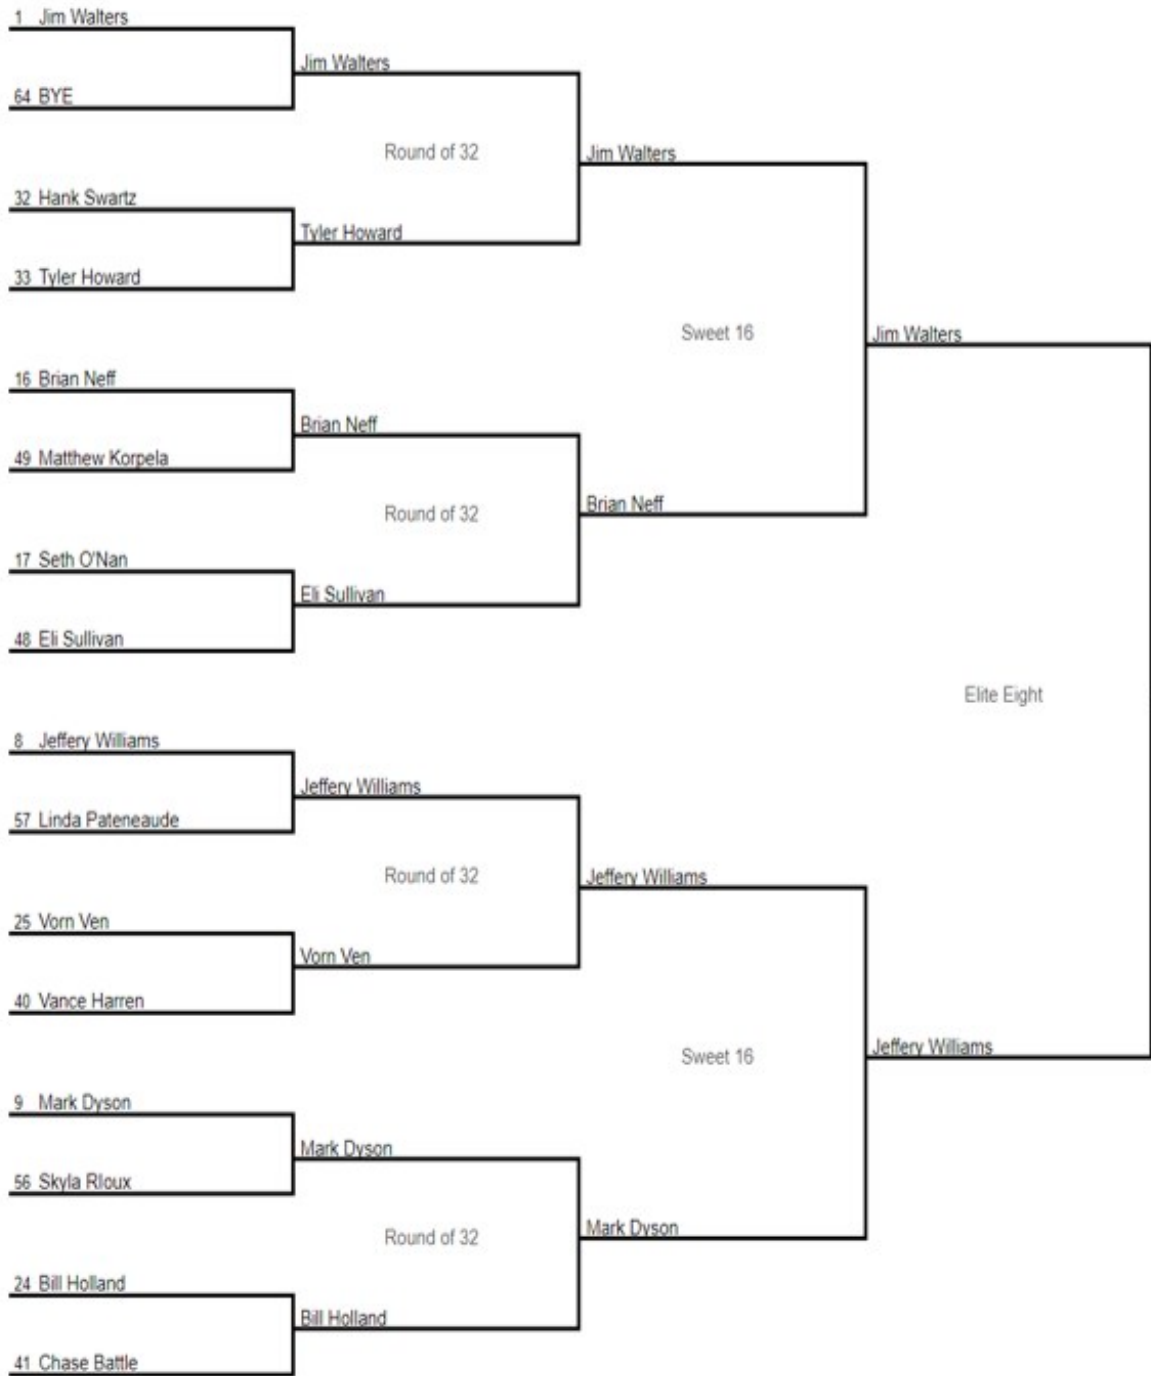 1 Jim Walters
Jim Walters
64 BYE
Round of 32
Jim Walters
32 Hank Swartz
Tyler Howard
33 Tyler Howard
Sweet 16
Jim Walters
16 Brian Neff
Brian Neff
49 Matthew Korpela
Round of 32
Brian Neff
17 Seth O'Nan
Eli Sullivan
48 Eli Sullivan
Elite Eight
8 Jeffery Williams
Jeffery Williams
57 Linda Pateneaude
Round of 32
Jeffery Williams
25 Vorn Ven
Vorn Ven
40 Vance Harren
Sweet 16
Jeffery Williams
9 Mark Dyson
Mark Dyson
56 Skyla RIoux
Round of 32
Mark Dyson
24 Bill Holland
Bill Holland
41 Chase Battle